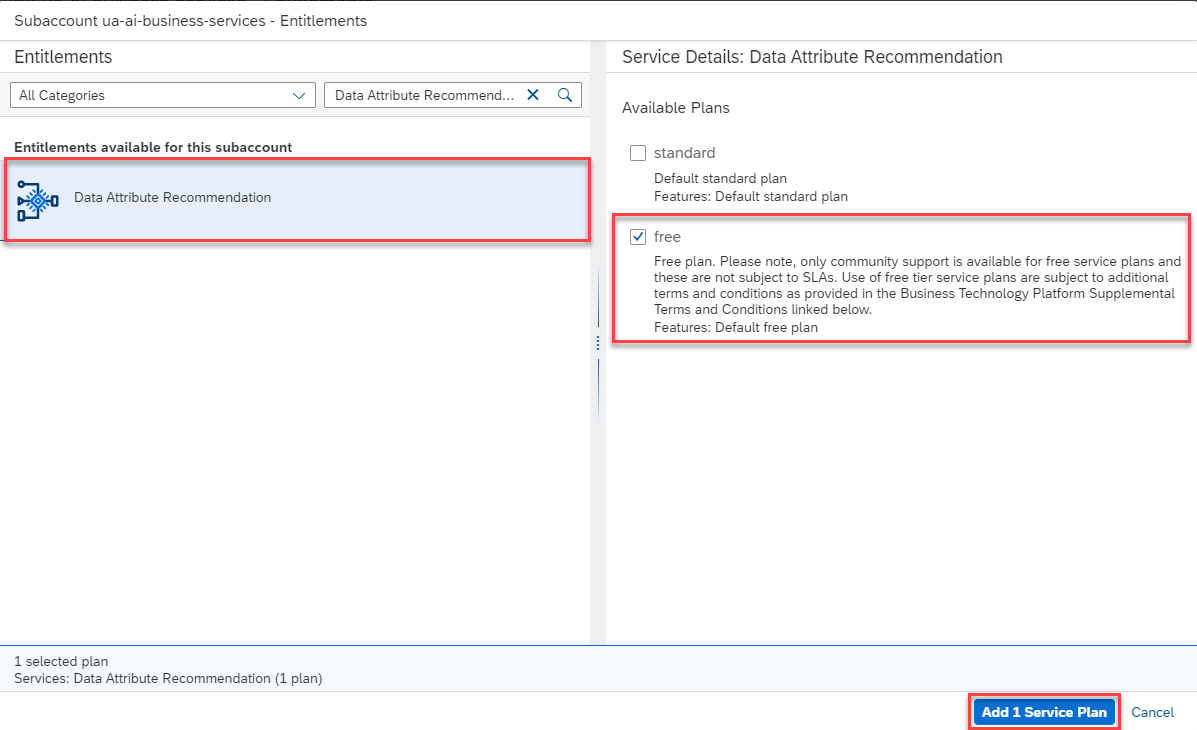 Subaccount ua-ai-business-services - Entitlements
Entitlements
All Categories
Data Attribute Recommend...
Entitlements available for this subaccount
Data Attribute Recommendation
Service Details: Data Attribute Recommendation
Available Plans
standard
Default standard plan
Features: Default standard plan
free
Free plan. Please note, only community support is available for free service plans and
these are not subject to SLAs. Use of free tier service plans are subject to additional
terms and conditions as provided in the Business Technology Platform Supplemental
Terms and Conditions linked below.
Features: Default free plan
1 selected plan
Services: Data Attribute Recommendation (1 plan)
Add 1 Service Plan
Cancel